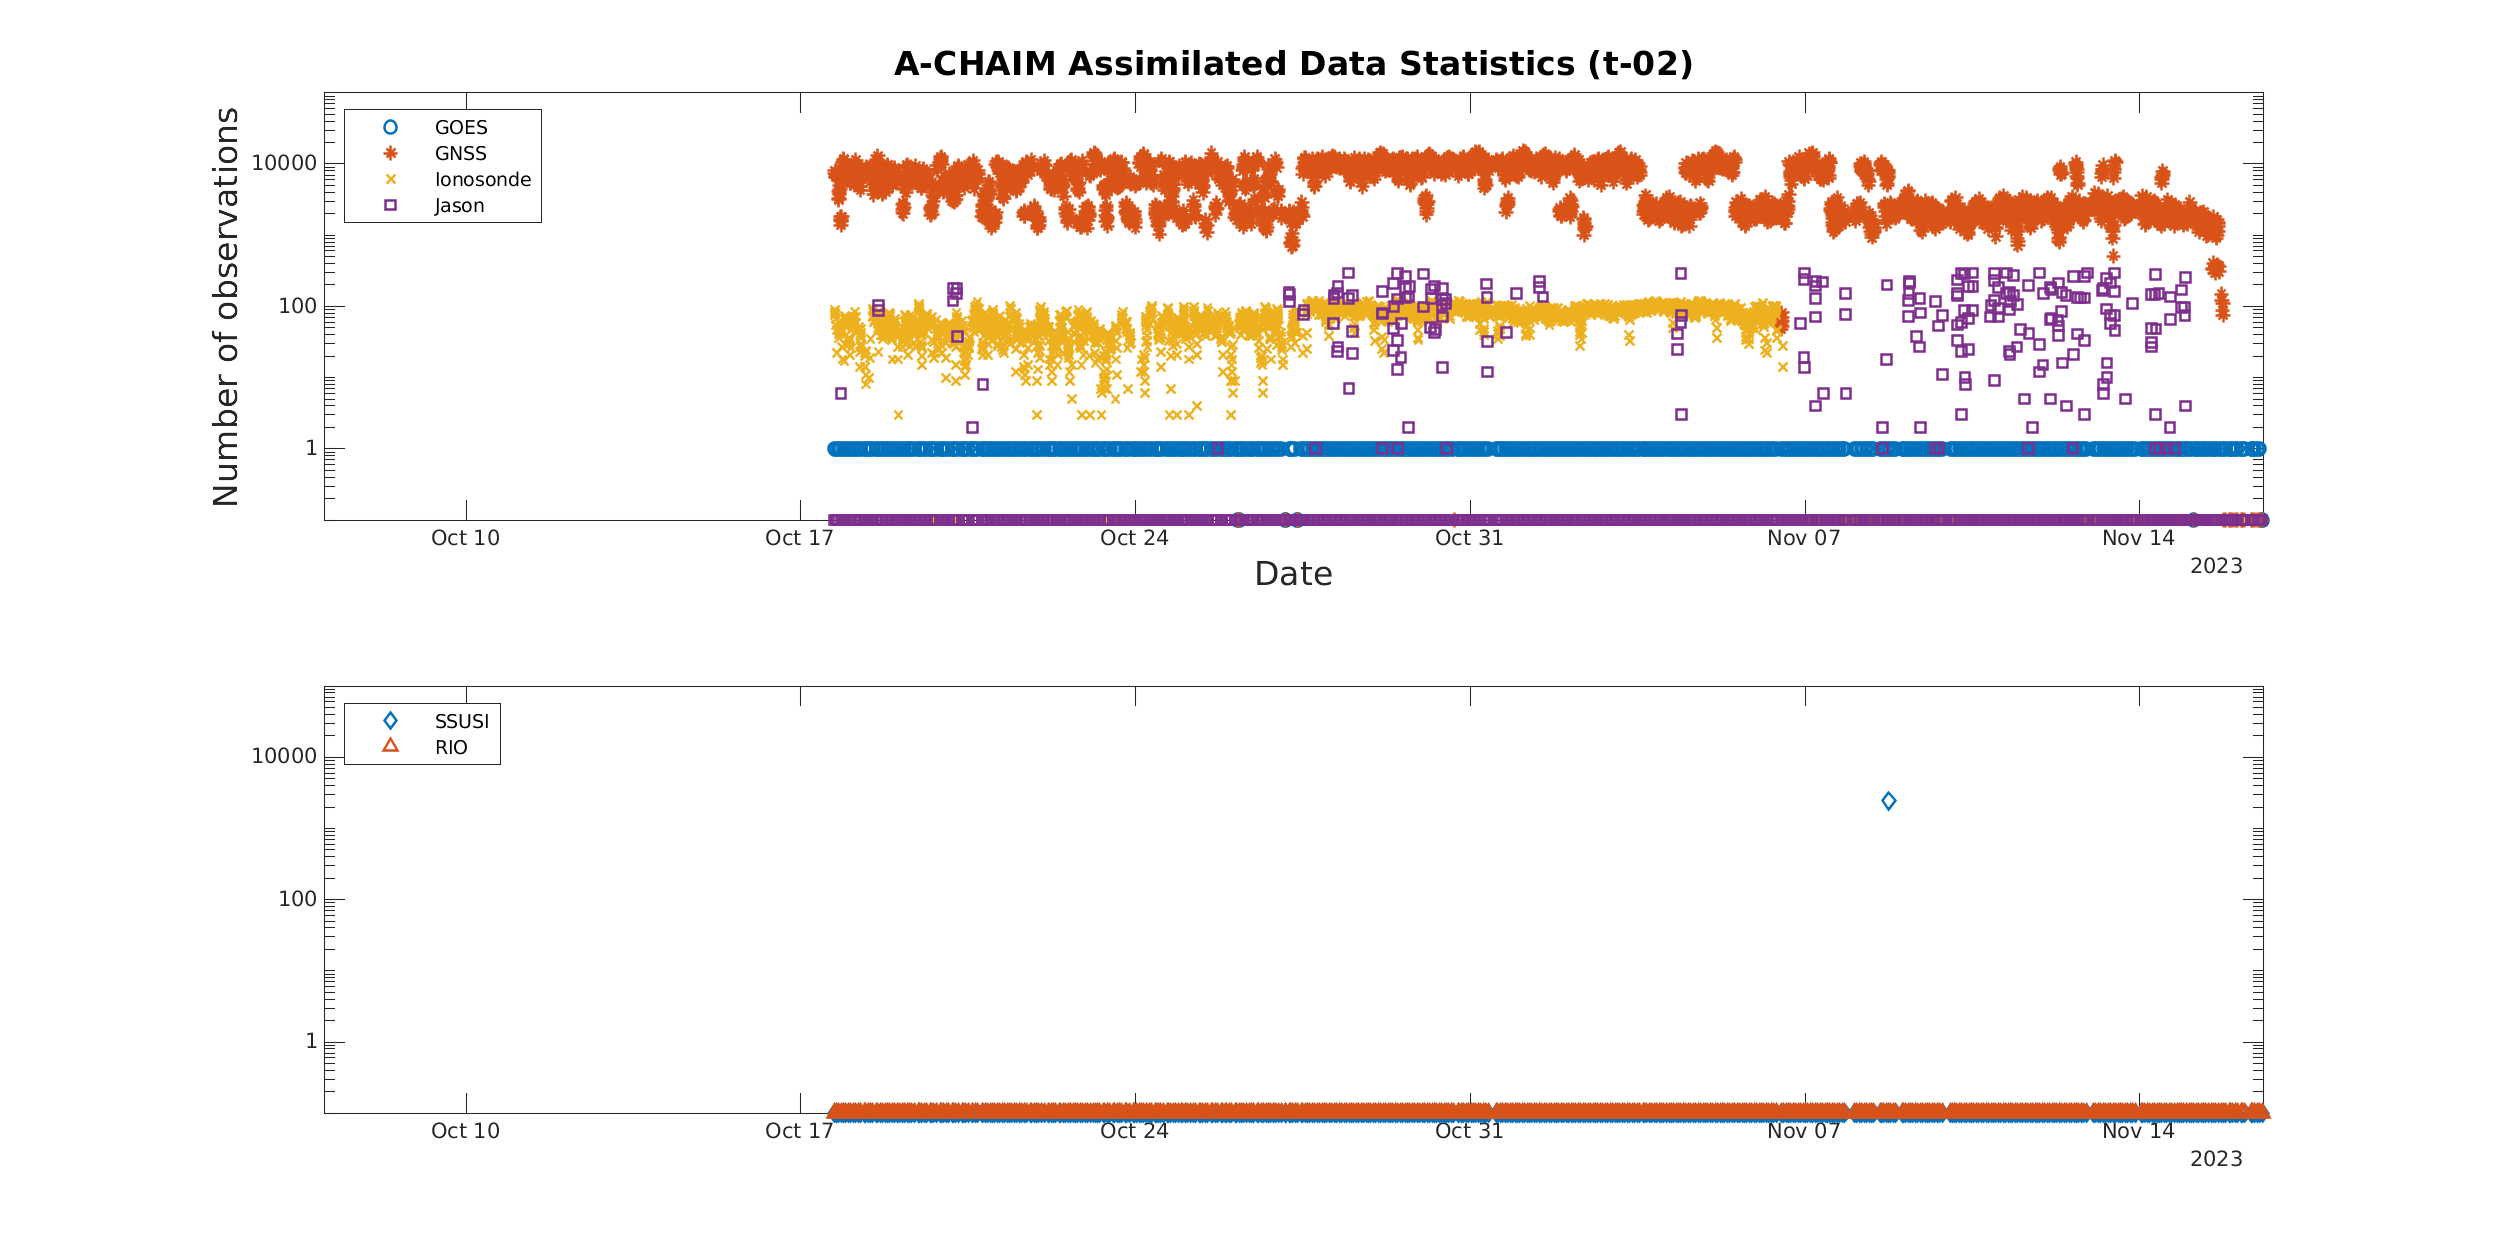 A-CHAIM Assimilated Data Statistics (t-02)
Number of observations
GOES
GNSS
Ionosonde
Jason
10000
100
1
Oct 10 Oct 17 Oct 24 Oct 31 Nov 07 Nov 14
2023
Date
SSUSI
RIO
10000
100
1
Oct 10 Oct 17 Oct 24 Oct 31 Nov 07 Nov 14
2023